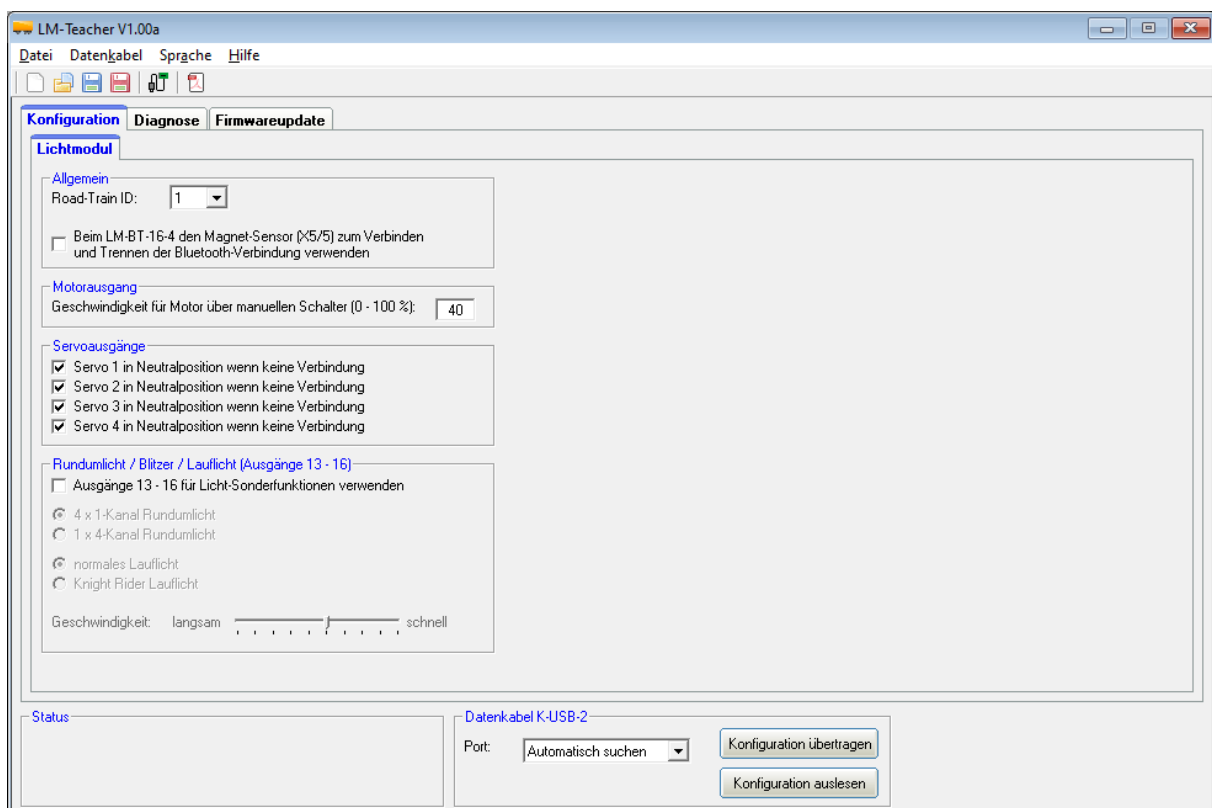 LM-Teacher V1.00a
Datei Datenkabel Sprache Hilfe
Konfiguration Diagnose Firmwareupdate
Lichtmodul
Allgemein
Road-Train ID: 1
Beim LM-BT-16-4 den Magnet-Sensor (X5/5) zum Verbinden
und Trennen der Bluetooth-Verbindung verwenden
Motorausgang
Geschwindigkeit für Motor über manuellen Schalter (0 - 100 %): 40
Servoausgänge
Servo 1 in Neutralposition wenn keine Verbindung
Servo 2 in Neutralposition wenn keine Verbindung
Servo 3 in Neutralposition wenn keine Verbindung
Servo 4 in Neutralposition wenn keine Verbindung
Rundumlicht / Blitzer / Lauflicht (Ausgänge 13 - 16)
Ausgänge 13 - 16 für Licht-Sonderfunktionen verwenden
4 x 1-Kanal Rundumlicht
1 x 4-Kanal Rundumlicht
normales Lauflicht
Knight Rider Lauflicht
Geschwindigkeit: langsam schnell
Status
Datenkabel K-USB-2
Port: Automatisch suchen
Konfiguration übertragen
Konfiguration auslesen